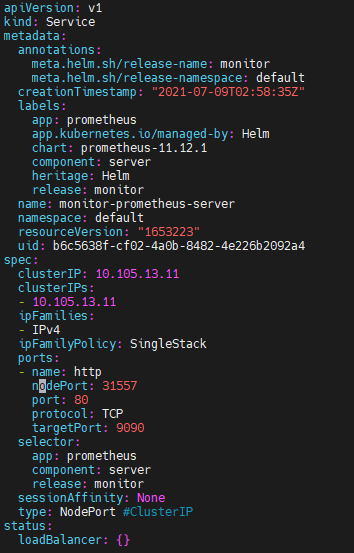 apiVersion: v1
kind: Service
metadata:
  annotations:
    meta.helm.sh/release-name: monitor
    meta.helm.sh/release-namespace: default
  creationTimestamp: "2021-07-09T02:58:35Z"
  labels:
    app: prometheus
    app.kubernetes.io/managed-by: Helm
    chart: prometheus-11.12.1
    component: server
    heritage: Helm
    release: monitor
  name: monitor-prometheus-server
  namespace: default
  resourceVersion: "1653223"
  uid: b6c5638f-cf02-4a0b-8482-4e226b2092a4
spec:
  clusterIP: 10.105.13.11
  clusterIPs:
  - 10.105.13.11
  ipFamilies:
  - IPv4
  ipFamilyPolicy: SingleStack
  ports:
  - name: http
    nodePort: 31557
    port: 80
    protocol: TCP
    targetPort: 9090
  selector:
    app: prometheus
    component: server
    release: monitor
  sessionAffinity: None
  type: NodePort #ClusterIP
status:
  loadBalancer: {}